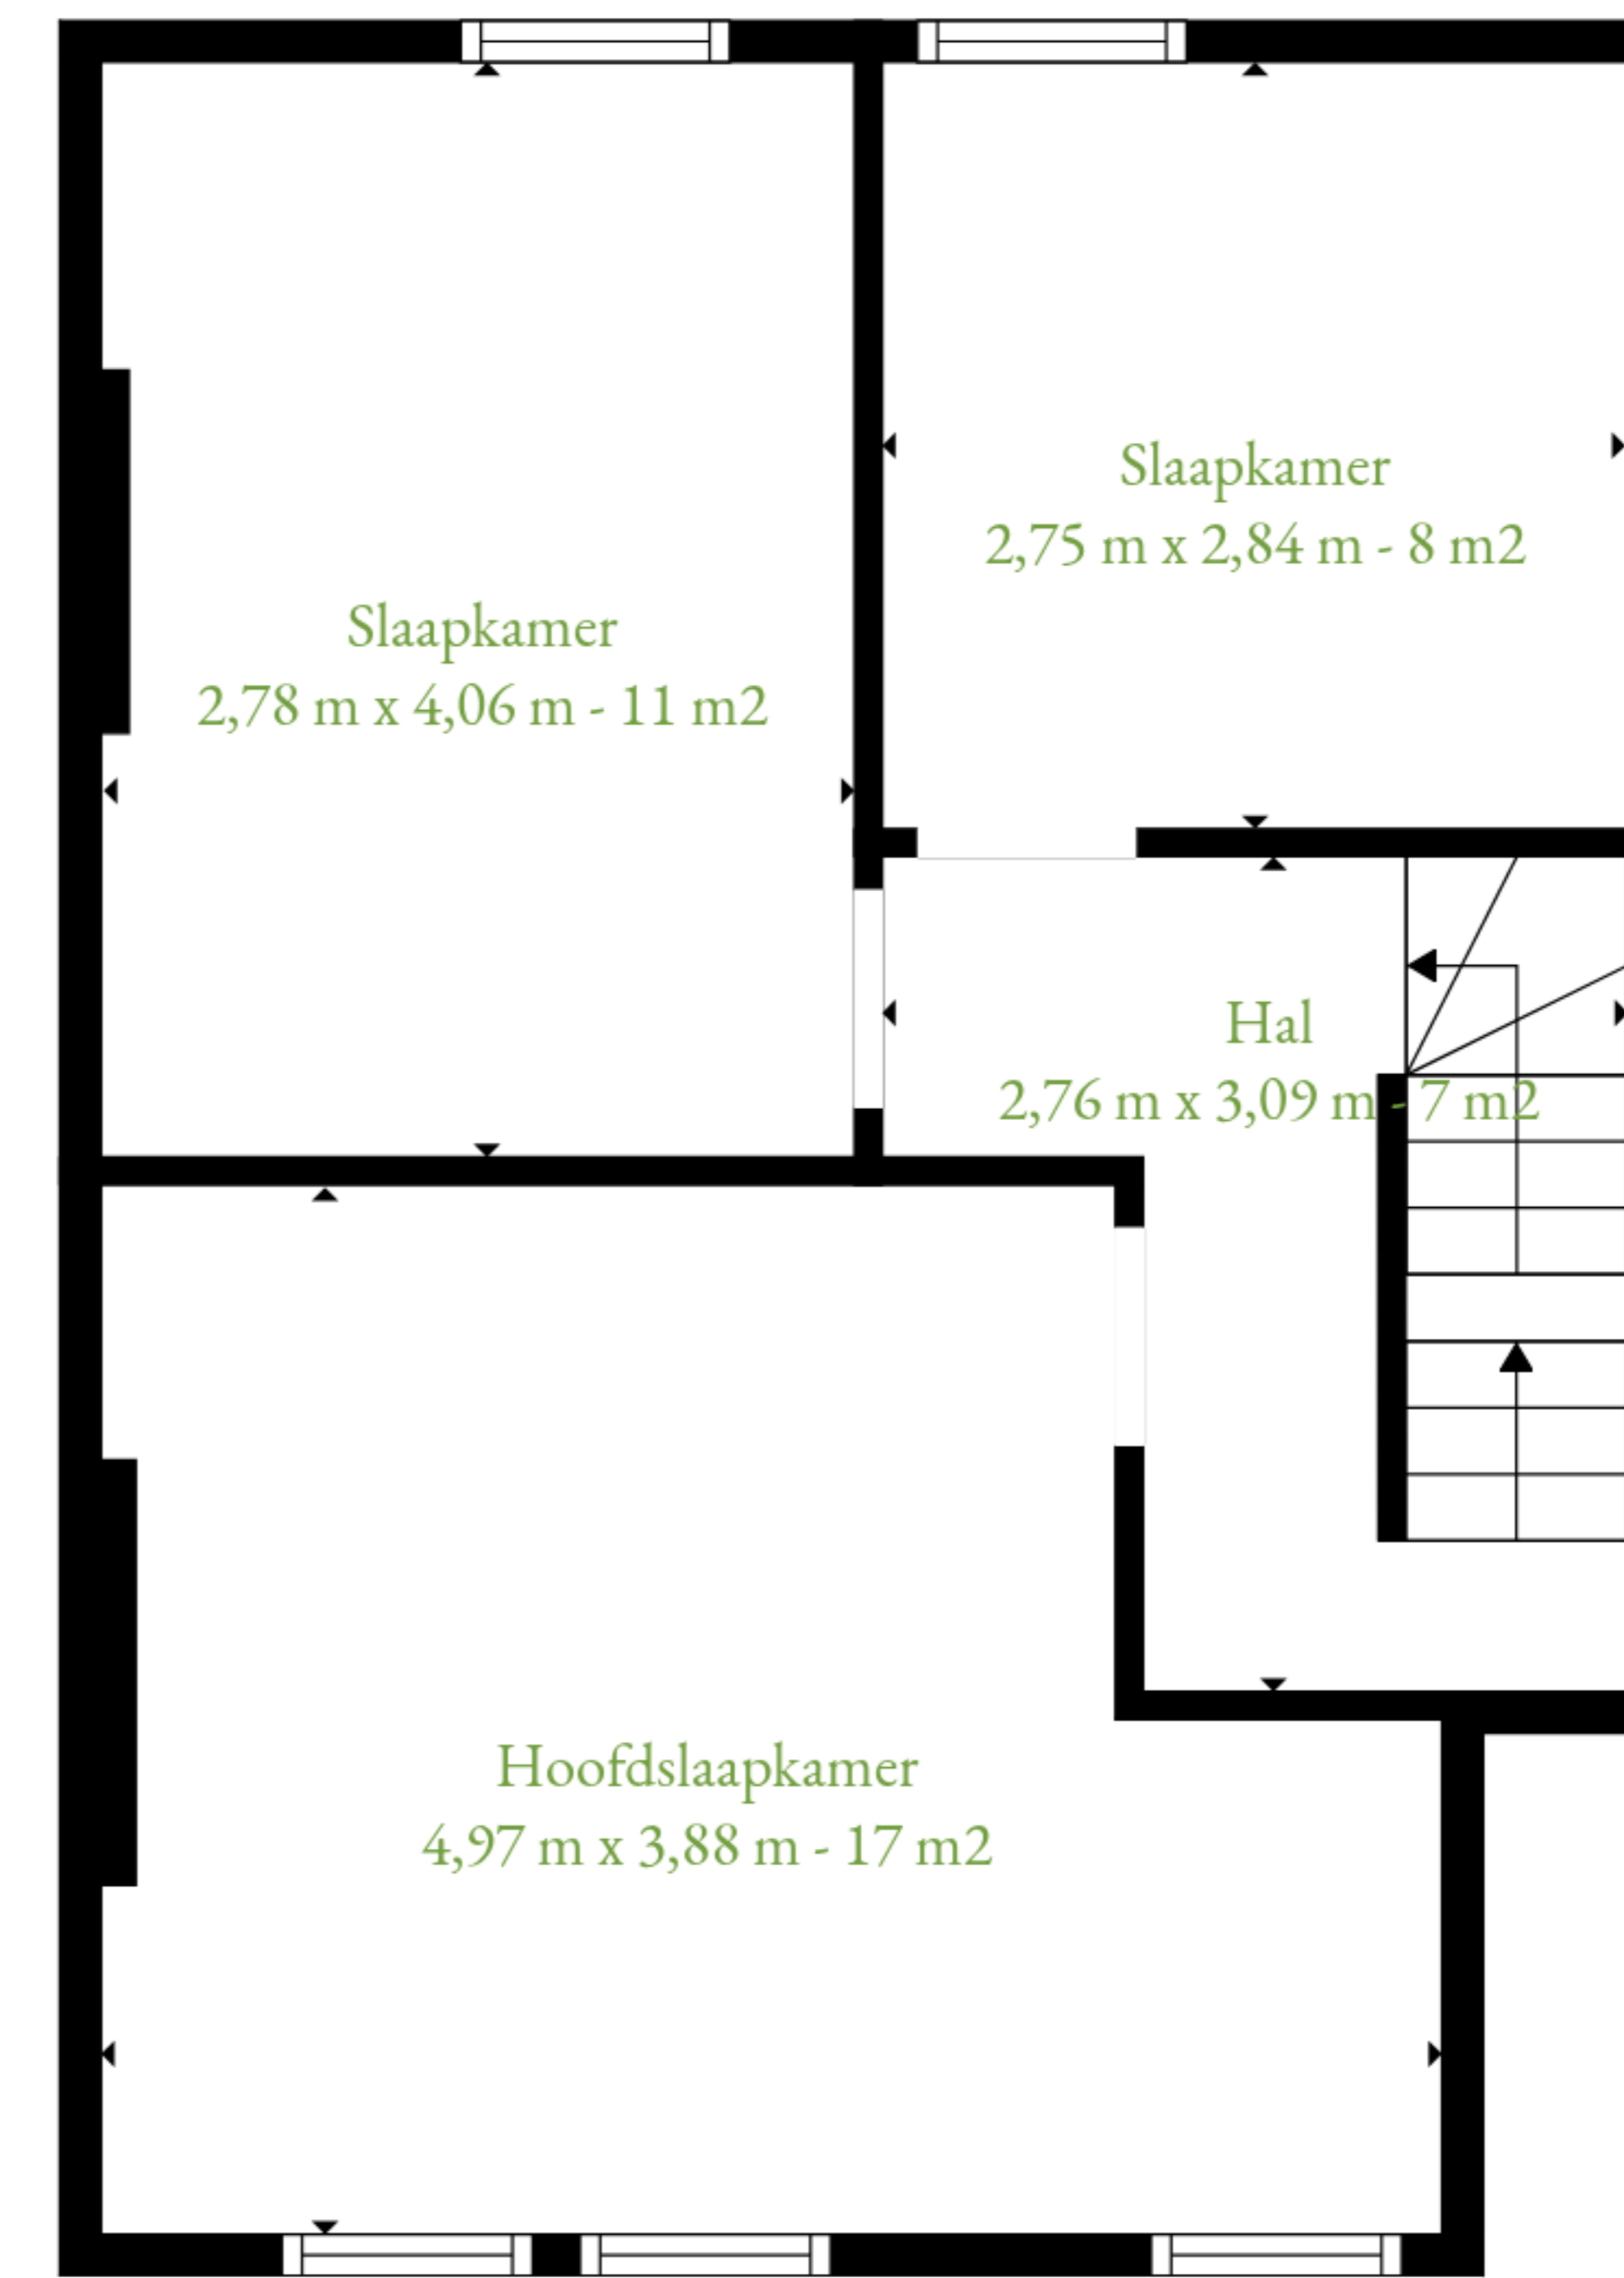 Slaapkamer
2,75 m x 2,84 m - 8 m2
Slaapkamer
2,78 m x 4,06 m - 11 m2
Hal
2,76 m x 3,09 m - 7 m2
Hoofdslaapkamer
4,97 m x 3,88 m - 17 m2